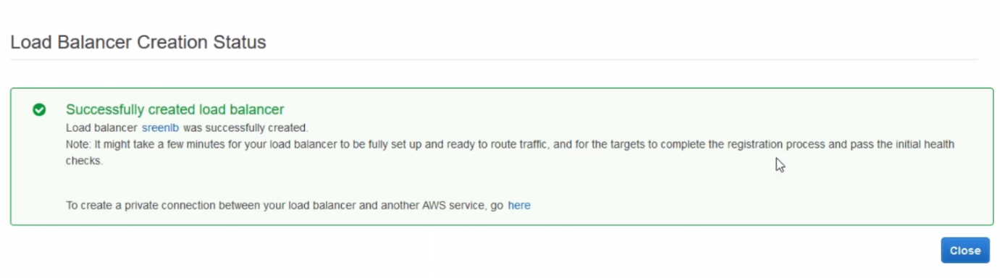 Load Balancer Creation Status
Successfully created load balancer
Load balancer sreenlb was successfully created.
Note: It might take a few minutes for your load balancer to be fully set up and ready to route traffic, and for the targets to complete the registration process and pass the initial health
checks.
To create a private connection between your load balancer and another AWS service, go here
Close